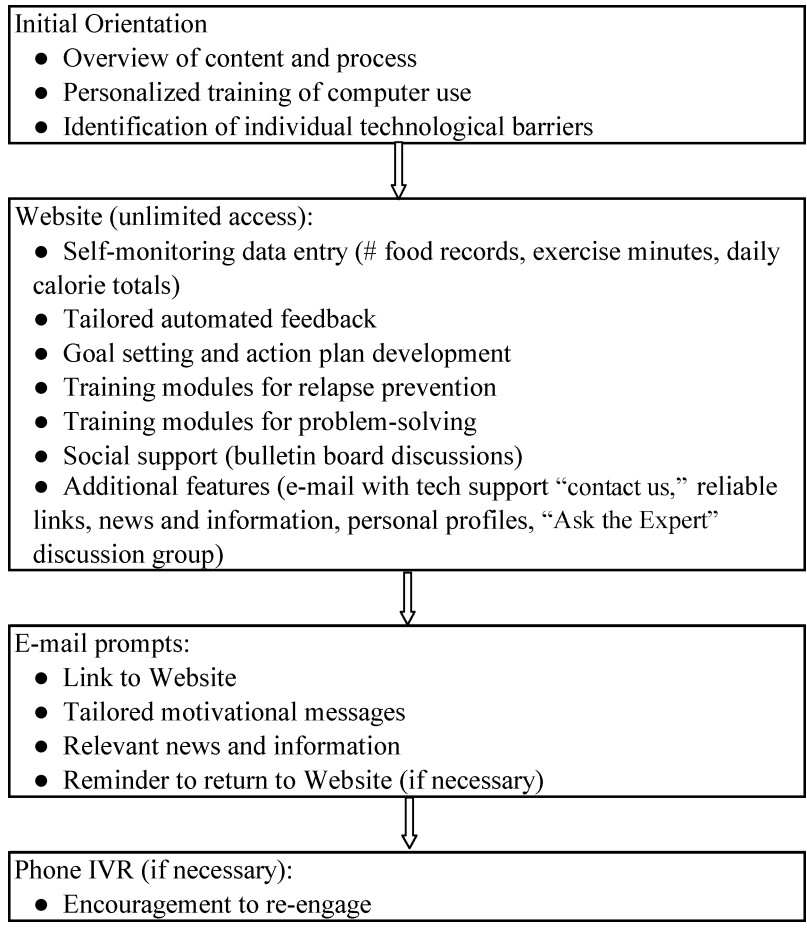 Initial Orientation
● Overview of content and process
● Personalized training of computer use
● Identification of individual technological barriers
Website (unlimited access):
● Self-monitoring data entry (# food records, exercise minutes, daily
calorie totals)
● Tailored automated feedback
● Goal setting and action plan development
● Training modules for relapse prevention
● Training modules for problem-solving
● Social support (bulletin board discussions)
● Additional features (e-mail with tech support “contact us,” reliable
links, news and information, personal profiles, “Ask the Expert”
discussion group)
E-mail prompts:
● Link to Website
● Tailored motivational messages
● Relevant news and information
● Reminder to return to Website (if necessary)
Phone IVR (if necessary):
● Encouragement to re-engage